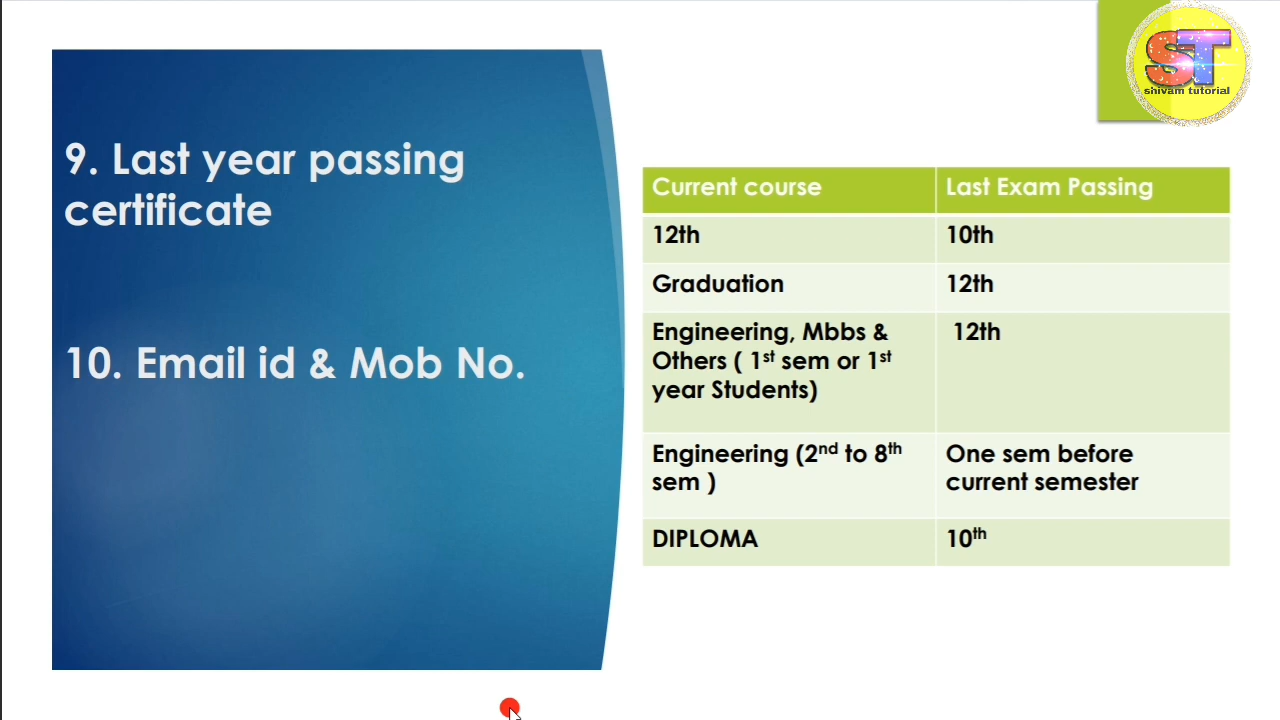 ST
shivam tutorial
9. Last year passing
certificate
10. Email id & Mob No.
Current course
Last Exam Passing
12th
10th
Graduation
12th
Engineering, Mbbs &
Others ( 1st sem or 1st
year Students)
12th
Engineering (2nd to 8th
sem )
One sem before
current semester
DIPLOMA
10th